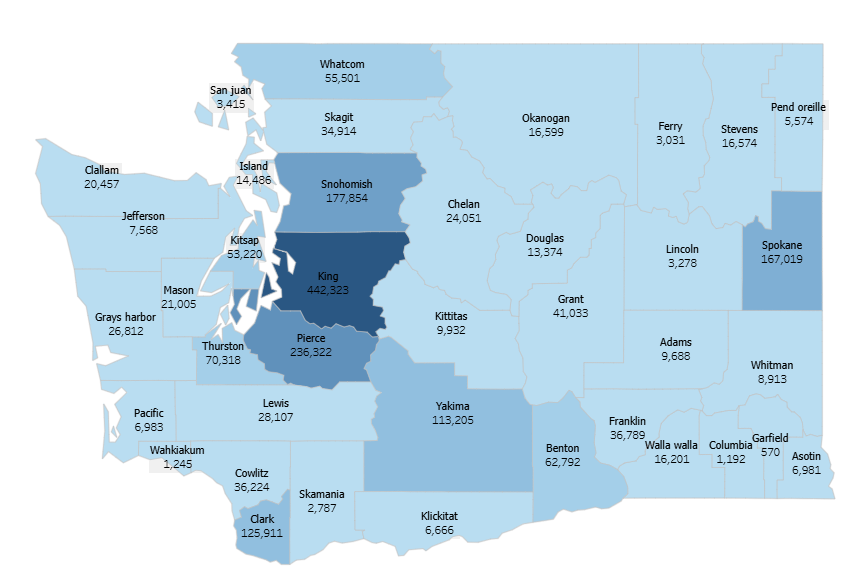 Whatcom
55,501
San juan
3,415
Skagit
34,914
Okanogan
16,599
Ferry
3,031
Stevens
16,574
Pend oreille
5,574
Clallam
20,457
Island
14,486
Snohomish
177,854
Chelan
24,051
Jefferson
7,568
Kitsap
53,220
Douglas
13,374
Lincoln
3,278
Spokane
167,019
King
442,323
Mason
21,005
Grant
41,033
Grays harbor
26,812
Kittitas
9,932
Pierce
236,322
Thurston
70,318
Adams
9,688
Whitman
8,913
Lewis
28,107
Yakima
113,205
Pacific
6,983
Franklin
36,789
Walla walla
16,201
Columbia
1,192
Garfield
570
Benton
62,792
Wahkiakum
1,245
Asotin
6,981
Cowlitz
36,224
Skamania
2,787
Clark
125,911
Klickitat
6,666